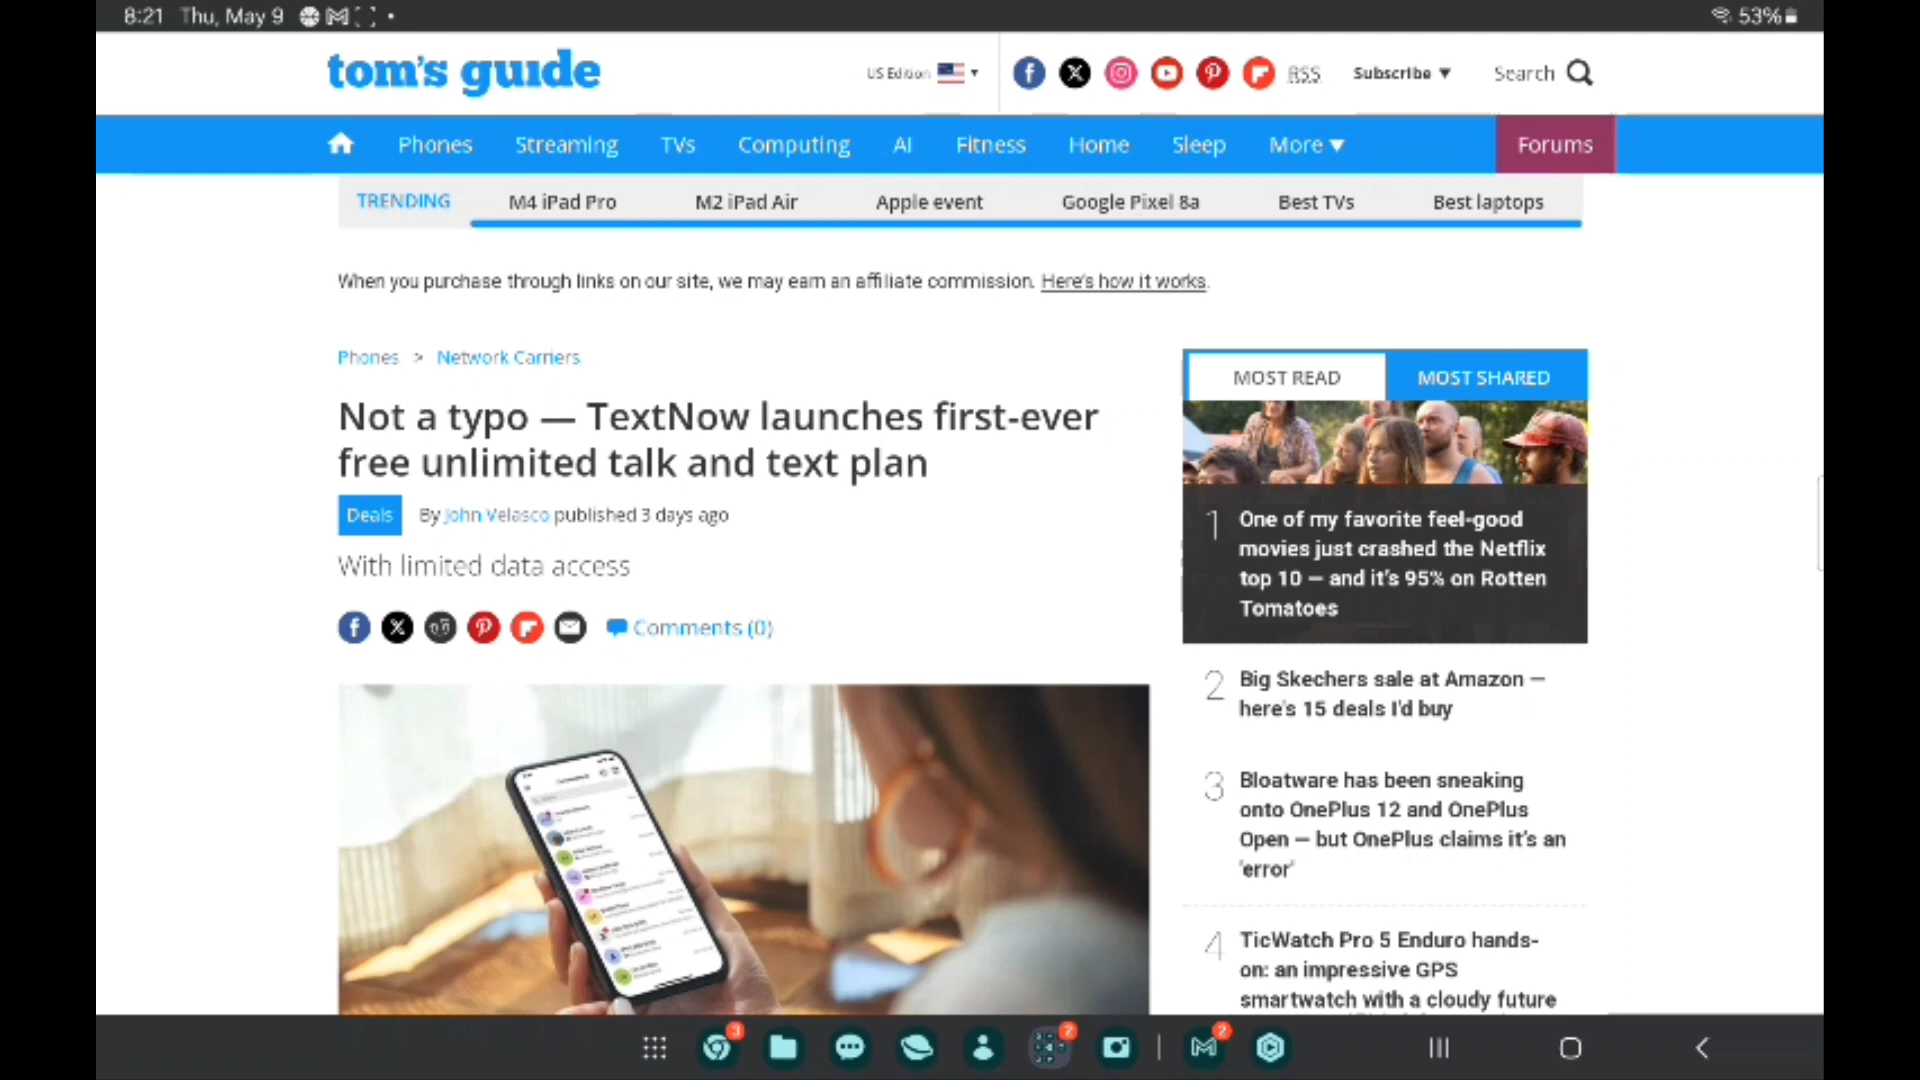 8:21 Thu, May 9
53%
tom's guide
US Edition
RSS
Subscribe ▼
Search
Phones
Streaming
TVs
Computing
AI
Fitness
Home
Sleep
More ▼
Forums
TRENDING
M4 iPad Pro
M2 iPad Air
Apple event
Google Pixel 8a
Best TVs
Best laptops
When you purchase through links on our site, we may earn an affiliate commission. Here's how it works.
Phones > Network Carriers
Not a typo — TextNow launches first-ever
free unlimited talk and text plan
Deals By John Velasco published 3 days ago
With limited data access
Comments (0)
MOST READ
MOST SHARED
1 One of my favorite feel-good
movies just crashed the Netflix
top 10 — and it's 95% on Rotten
Tomatoes
2 Big Skechers sale at Amazon —
here's 15 deals I'd buy
3 Bloatware has been sneaking
onto OnePlus 12 and OnePlus
Open — but OnePlus claims it's an
'error'
4 TicWatch Pro 5 Enduro hands-
on: an impressive GPS
smartwatch with a cloudy future
3
2
2